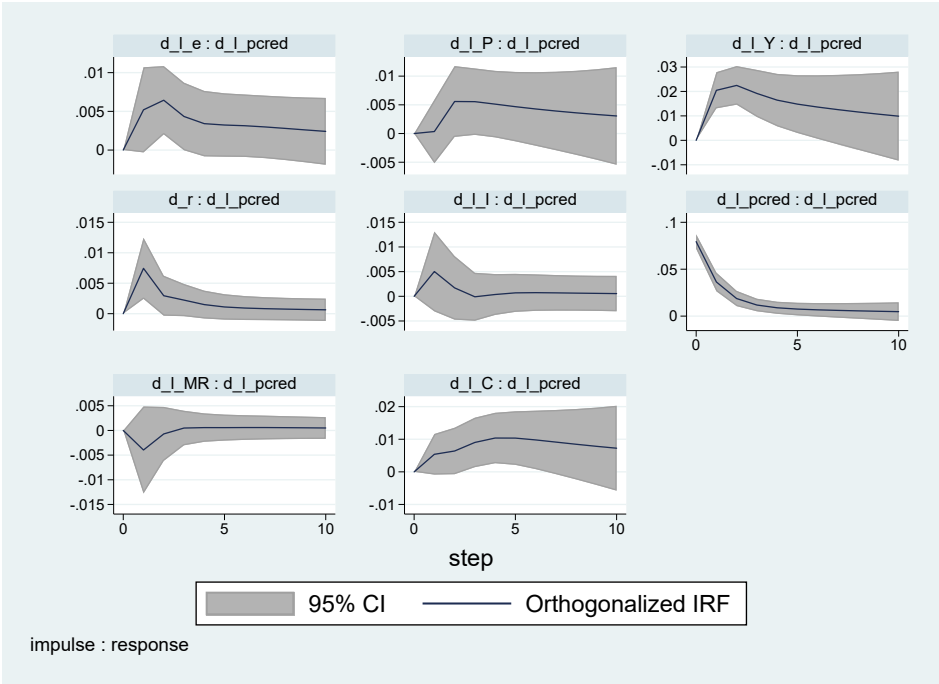 d_l_e : d_l_pcred
.01
.005
0
d_l_P : d_l_pcred
.01
.005
0
-.005
d_l_Y : d_l_pcred
.03
.02
.01
0
-.01
d_r : d_l_pcred
.015
.01
.005
0
d_l_I : d_l_pcred
.015
.01
.005
0
-.005
d_l_pcred : d_l_pcred
.1
.05
0
0 5 10
d_l_MR : d_l_pcred
.005
0
-.005
-.01
-.015
0 5 10
d_l_C : d_l_pcred
.02
.01
0
-.01
0 5 10
step
95% CI Orthogonalized IRF
impulse : response